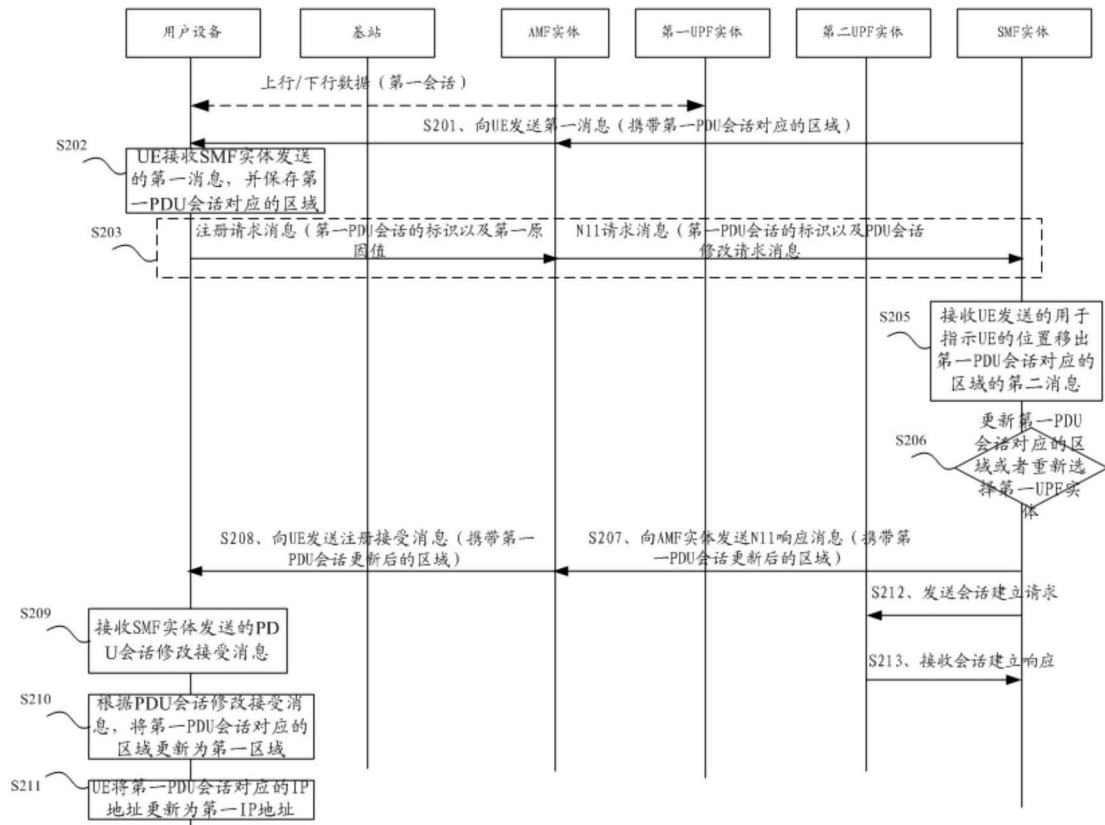 用户设备
基站
AMF实体
第一UPF实体
第二UPF实体
SMF实体
上行/下行数据（第一会话）
S201、向UE发送第一消息（携带第一PDU会话对应的区域）
S202
UE接收SMF实体发送
的第一消息，并保存第
一PDU会话对应的区域
S203
注册请求消息（第一PDU会话的标识以及第一原
因值
N11请求消息（第一PDU会话的标识以及PDU会话
修改请求消息
S205
接收UE发送的用于
指示UE的位置移出
第一PDU会话对应的
区域的第二消息
S206
更新第一PDU
会话对应的区
域或者重新选
择第一UPF实
体
S208、向UE发送注册接受消息（携带第一
PDU会话更新后的区域）
S207、向AMF实体发送N11响应消息（携带第
一PDU会话更新后的区域）
S212、发送会话建立请求
S209
接收SMF实体发送的PD
U会话修改接受消息
S213、接收会话建立响应
S210
根据PDU会话修改接受消
息，将第一PDU会话对应的
区域更新为第一区域
S211
UE将第一PDU会话对应的IP
地址更新为第一IP地址